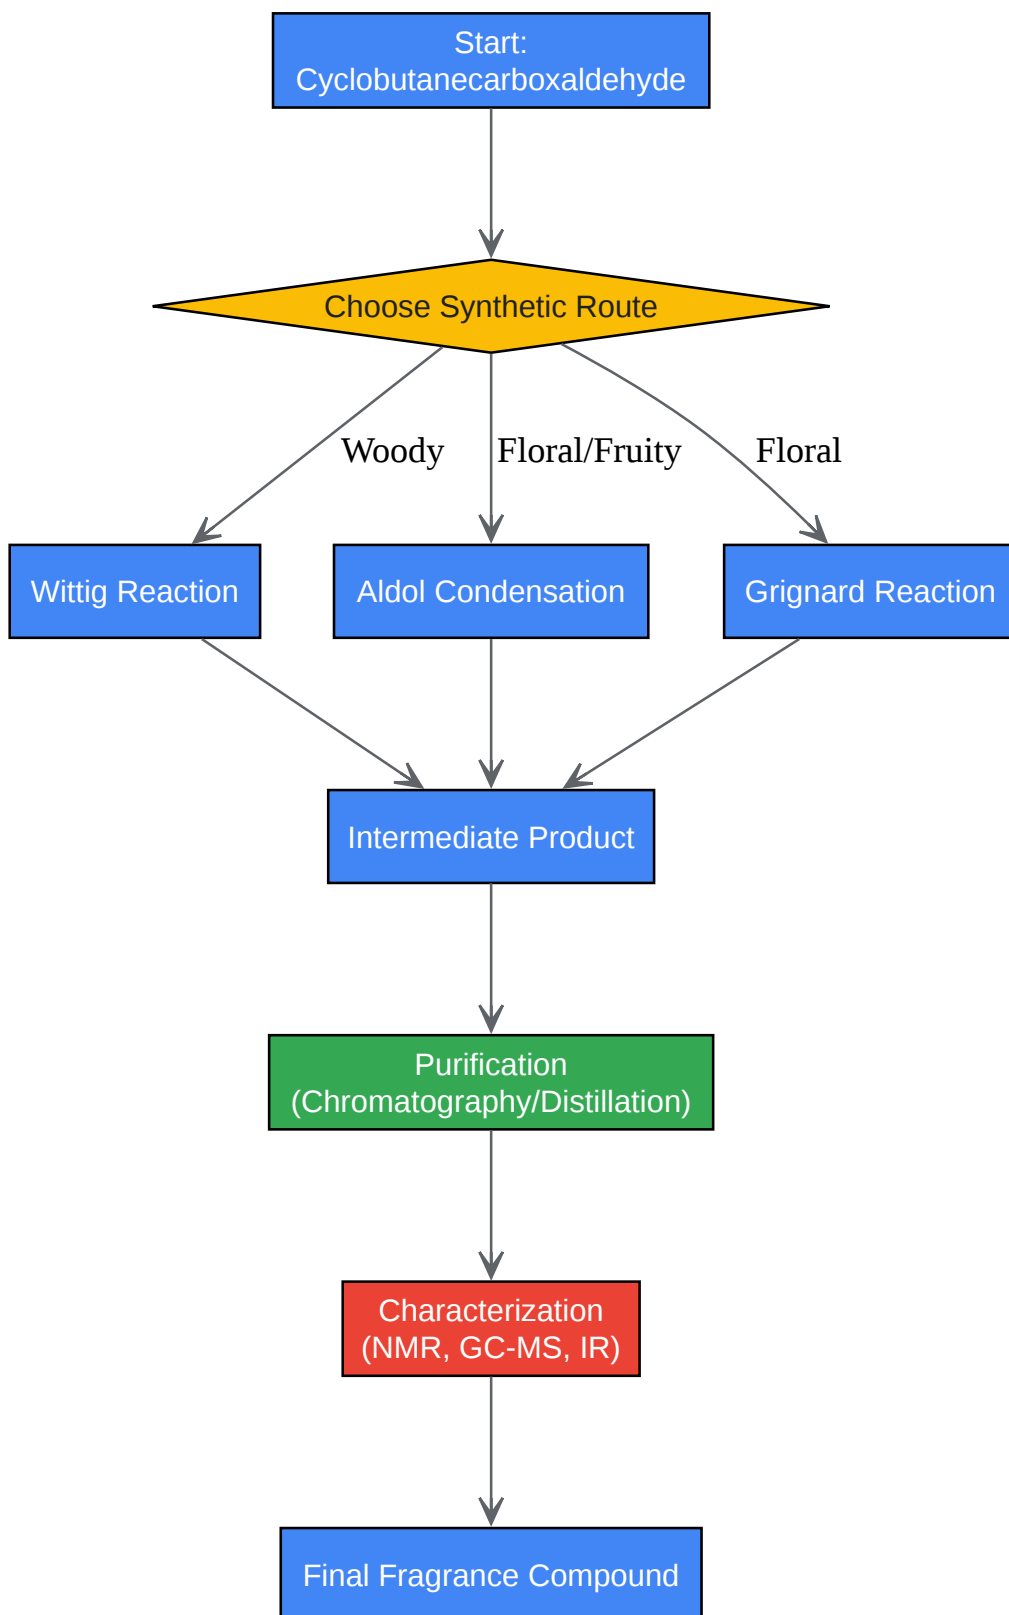 Start:
Cyclobutanecarboxaldehyde
Choose Synthetic Route
Woody
Floral/Fruity
Floral
Wittig Reaction
Aldol Condensation
Grignard Reaction
Intermediate Product
Purification
(Chromatography/Distillation)
Characterization
(NMR, GC-MS, IR)
Final Fragrance Compound